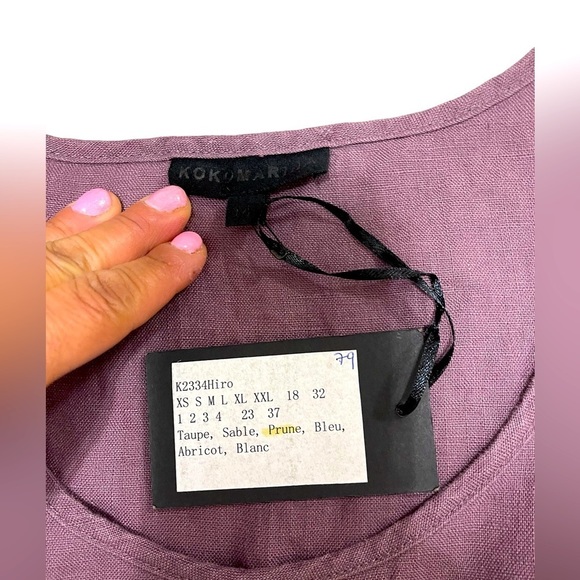 KOKOMARINA
79
K2334Hiro
XS S M L XL XXL 18 32
1 2 3 4 23 37
Taupe, Sable, Prune, Bleu,
Abricot, Blanc